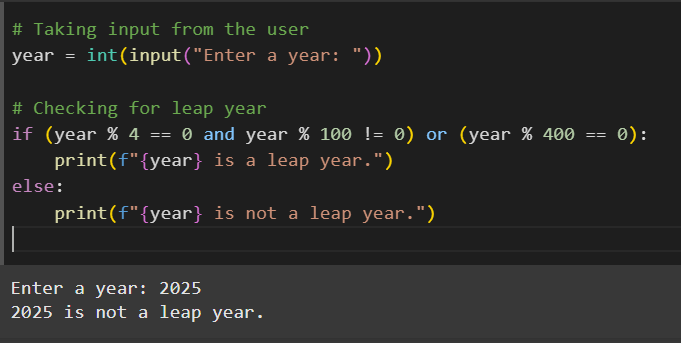 # Taking input from the user
year = int(input("Enter a year: "))
# Checking for leap year
if (year % 4 == 0 and year % 100 != 0) or (year % 400 == 0):
    print(f"{year} is a leap year.")
else:
    print(f"{year} is not a leap year.")
Enter a year: 2025
2025 is not a leap year.